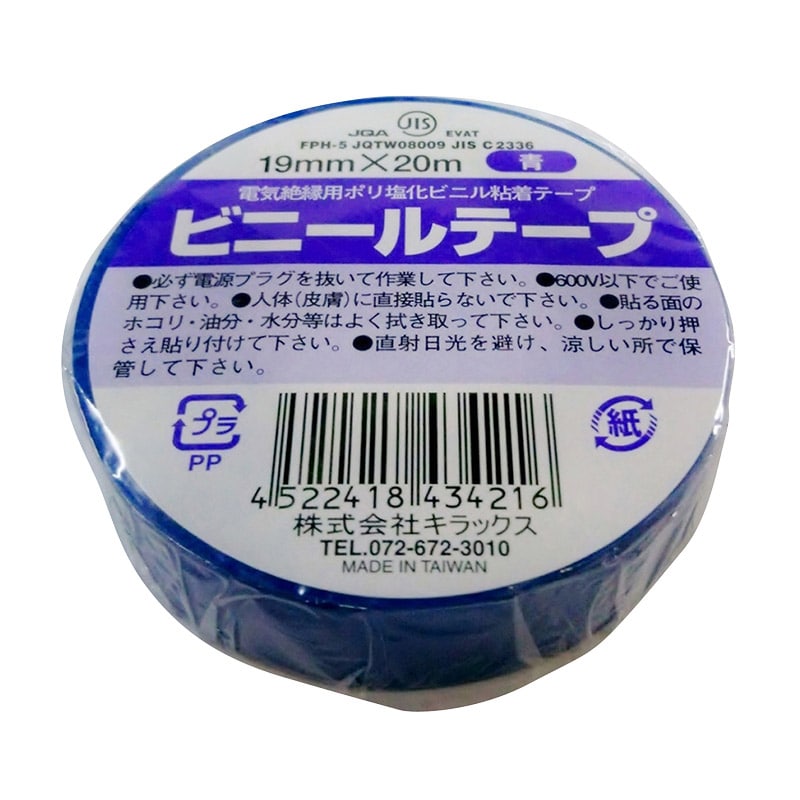 JQA JIS EVAT
FPH-5 JQTW08009 JIS C 2336
19mm×20m 青
電気絶縁用ポリ塩化ビニル粘着テープ
ビニールテープ
●必ず電源プラグを抜いて作業して下さい。●600V以下でご使
用下さい。●人体(皮膚)に直接貼らないで下さい。●貼る面の
ホコリ・油分・水分等はよく拭き取って下さい。●しっかり押
さえ貼り付けて下さい。●直射日光を避け、涼しい所で保
管して下さい。
プラ 紙
PP
4522418434216
株式会社キラックス
TEL.072-672-3010
MADE IN TAIWAN